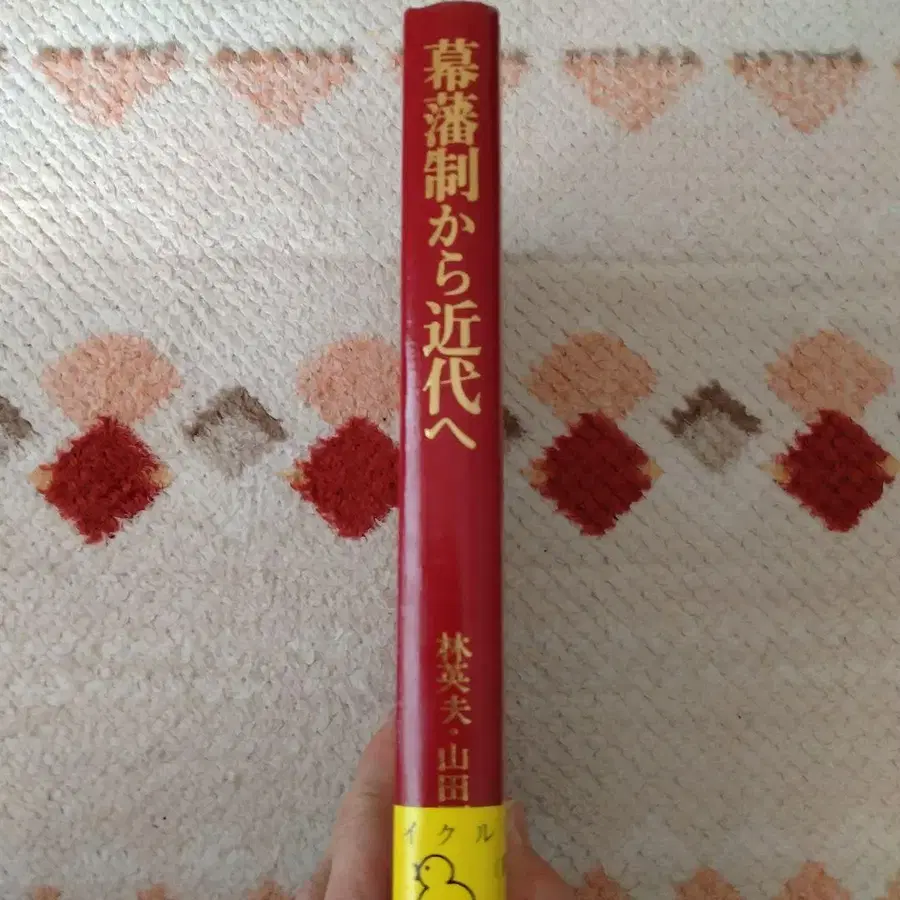 幕藩制から近代へ
林英夫・山田
イクル